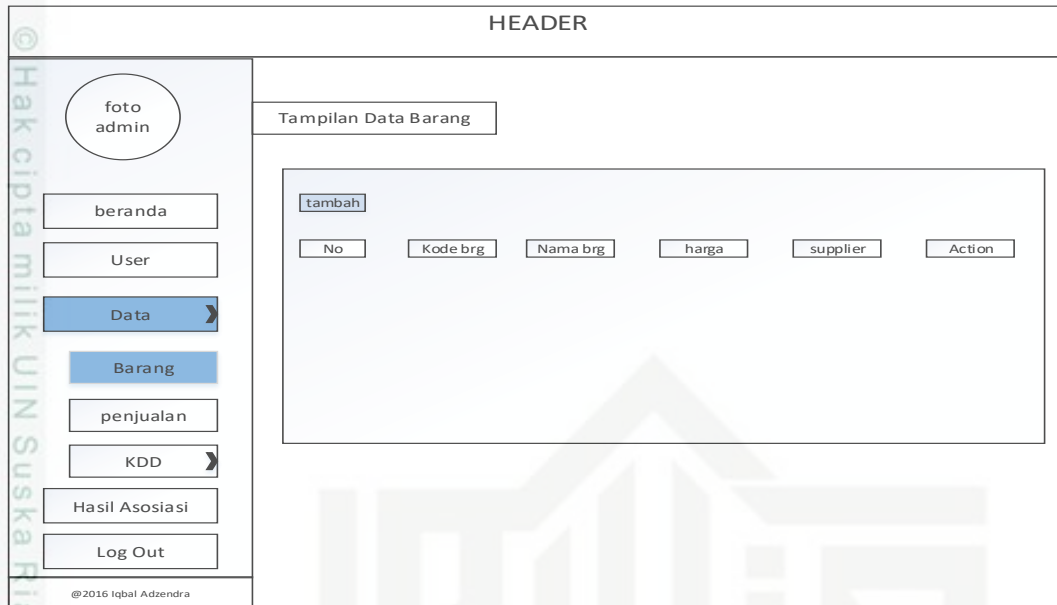 HEADER
foto
admin
Tampilan Data Barang
beranda
User
Data
Barang
penjualan
KDD
Hasil Asosiasi
Log Out
@2016 Iqbal Adzendra
tambah
No Kode brg Nama brg harga supplier Action
© Hak cipta milik UIN Suska